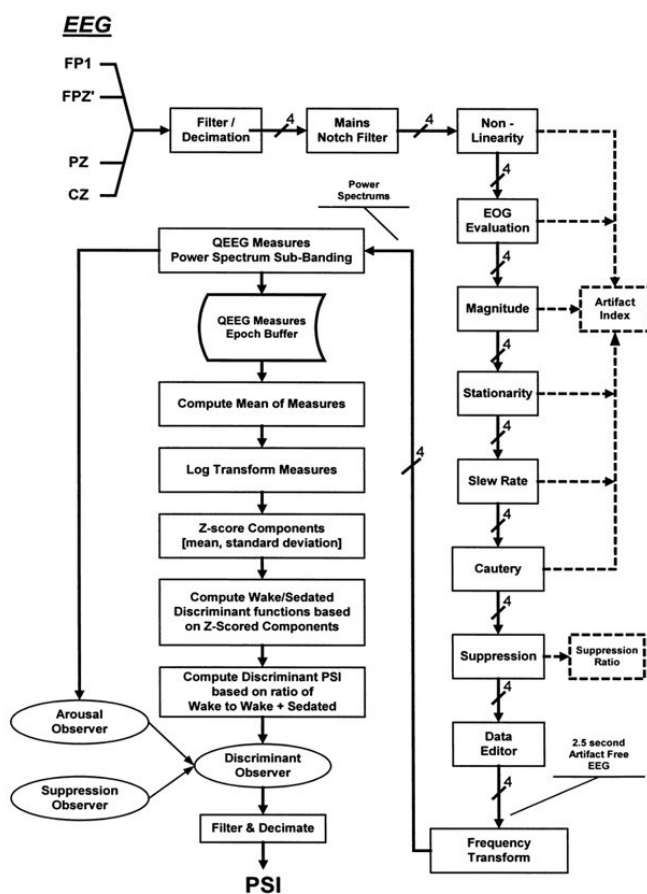 EEG
FP1
FPZ'
PZ
CZ
Filter /
Decimation
4
Mains
Notch Filter
4
Non -
Linearity
4
EOG
Evaluation
4
Magnitude
Artifact
Index
4
Stationarity
4
Slew Rate
4
Cautery
4
Suppression
Suppression
Ratio
4
Data
Editor
2.5 second
Artifact Free
EEG
4
Frequency
Transform
4
Power
Spectrums
QEEG Measures
Power Spectrum Sub-Banding
QEEG Measures
Epoch Buffer
Compute Mean of Measures
Log Transform Measures
Z-score Components
[mean, standard deviation]
Compute Wake/Sedated
Discriminant functions based
on Z-Scored Components
Compute Discriminant PSI
based on ratio of
Wake to Wake + Sedated
Arousal
Observer
Suppression
Observer
Discriminant
Observer
Filter & Decimate
PSI